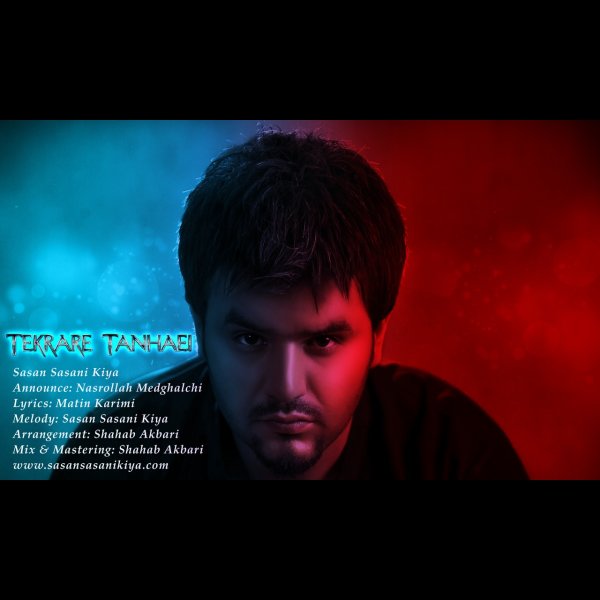 Tekrare Tanhaei
Sasan Sasani Kiya
Announce: Nasrollah Medghalchi
Lyrics: Matin Karimi
Melody: Sasan Sasani Kiya
Arrangement: Shahab Akbari
Mix & Mastering: Shahab Akbari
www.sasansasanikiya.com